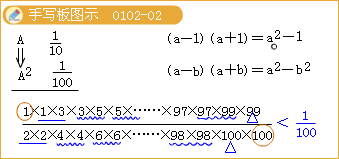 手写板图示 0102-02
A 1/10 (a-1)(a+1)=a²-1
A² 1/100 (a-b)(a+b)=a²-b²
1×1×3×3×5×5×……×97×97×99×99 / 2×2×4×4×6×6×……×98×98×100×100 < 1/100